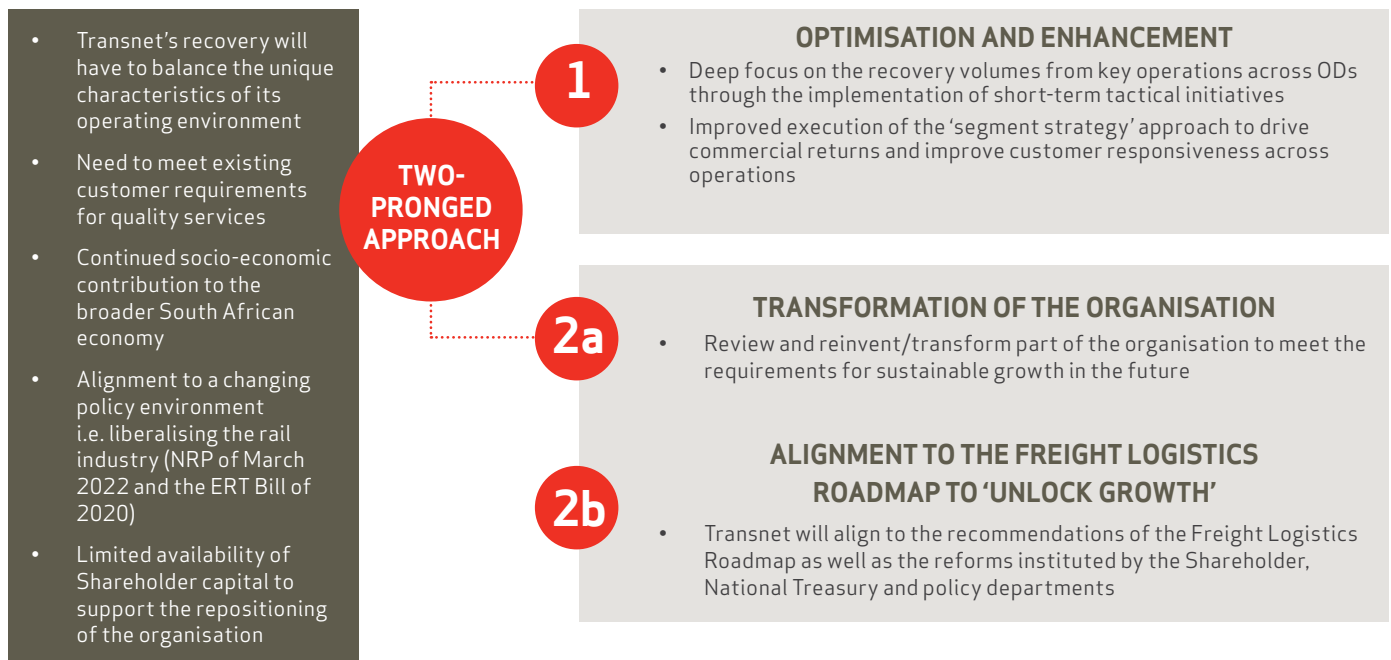 • Transnet's recovery will
have to balance the unique
characteristics of its
operating environment
• Need to meet existing
customer requirements
for quality services
• Continued socio-economic
contribution to the
broader South African
economy
• Alignment to a changing
policy environment
i.e. liberalising the rail
industry (NRP of March
2022 and the ERT Bill of
2020)
• Limited availability of
Shareholder capital to
support the repositioning
of the organisation
TWO-
PRONGED
APPROACH
1
OPTIMISATION AND ENHANCEMENT
• Deep focus on the recovery volumes from key operations across ODs
through the implementation of short-term tactical initiatives
• Improved execution of the ‘segment strategy’ approach to drive
commercial returns and improve customer responsiveness across
operations
2a
TRANSFORMATION OF THE ORGANISATION
• Review and reinvent/transform part of the organisation to meet the
requirements for sustainable growth in the future
2b
ALIGNMENT TO THE FREIGHT LOGISTICS
ROADMAP TO ‘UNLOCK GROWTH’
• Transnet will align to the recommendations of the Freight Logistics
Roadmap as well as the reforms instituted by the Shareholder,
National Treasury and policy departments